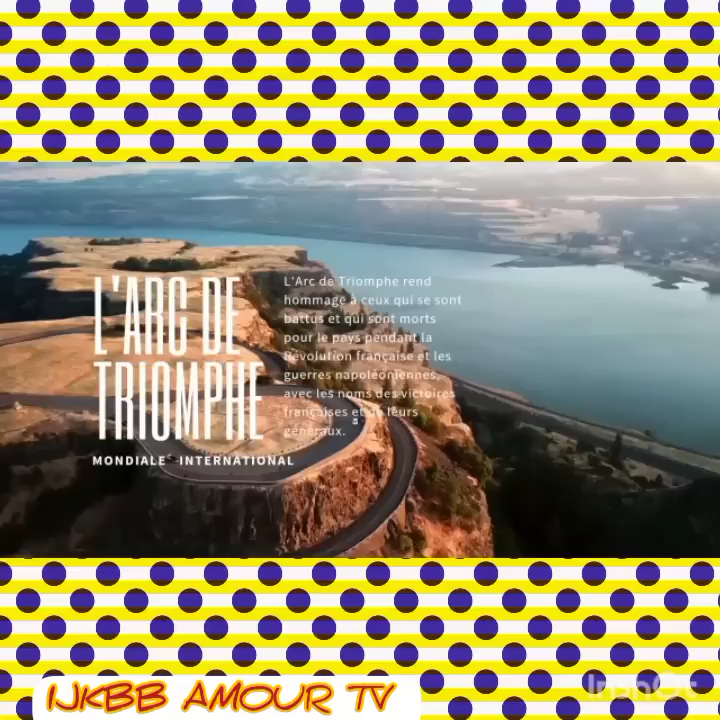 L'ARC DE
TRIOMPHE
MONDIALE INTERNATIONAL
L'Arc de Triomphe rend
hommage à ceux qui se sont
battus et qui sont morts
pour le pays pendant la
Révolution française et les
guerres napoléoniennes,
avec les noms des victoires
françaises et de leurs
généraux.
IJKBB AMOUR TV
InShOt